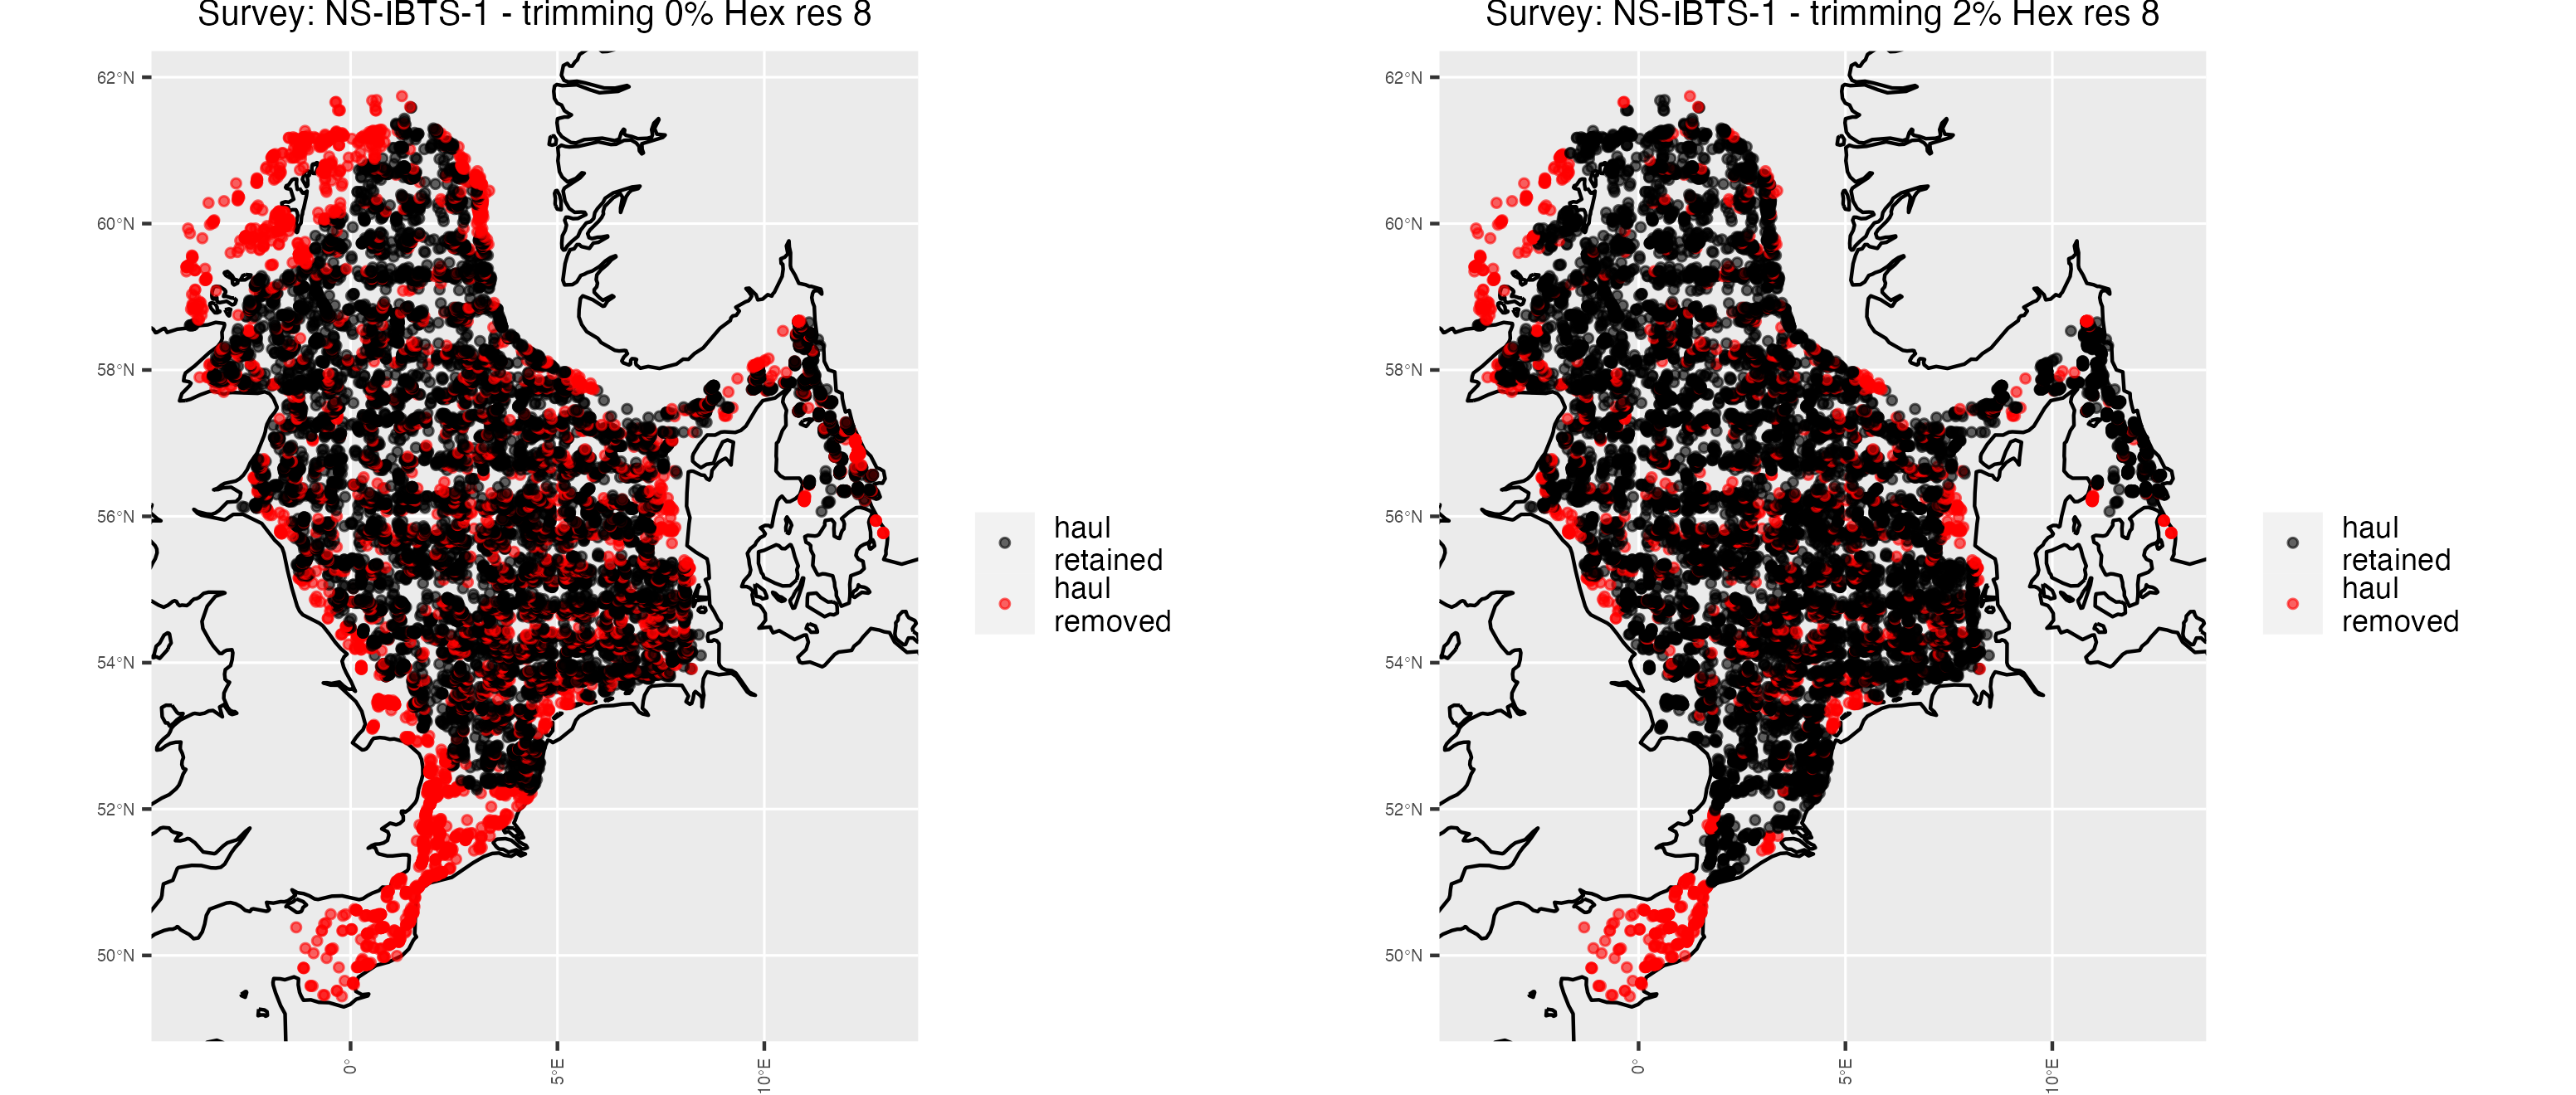 Survey: NS-IBTS-1 - trimming 0% Hex res 8
62°N
60°N
58°N
56°N
54°N
52°N
50°N
0°
5°E
10°E
haul
retained
haul
removed
Survey: NS-IBTS-1 - trimming 2% Hex res 8
62°N
60°N
58°N
56°N
54°N
52°N
50°N
0°
5°E
10°E
haul
retained
haul
removed